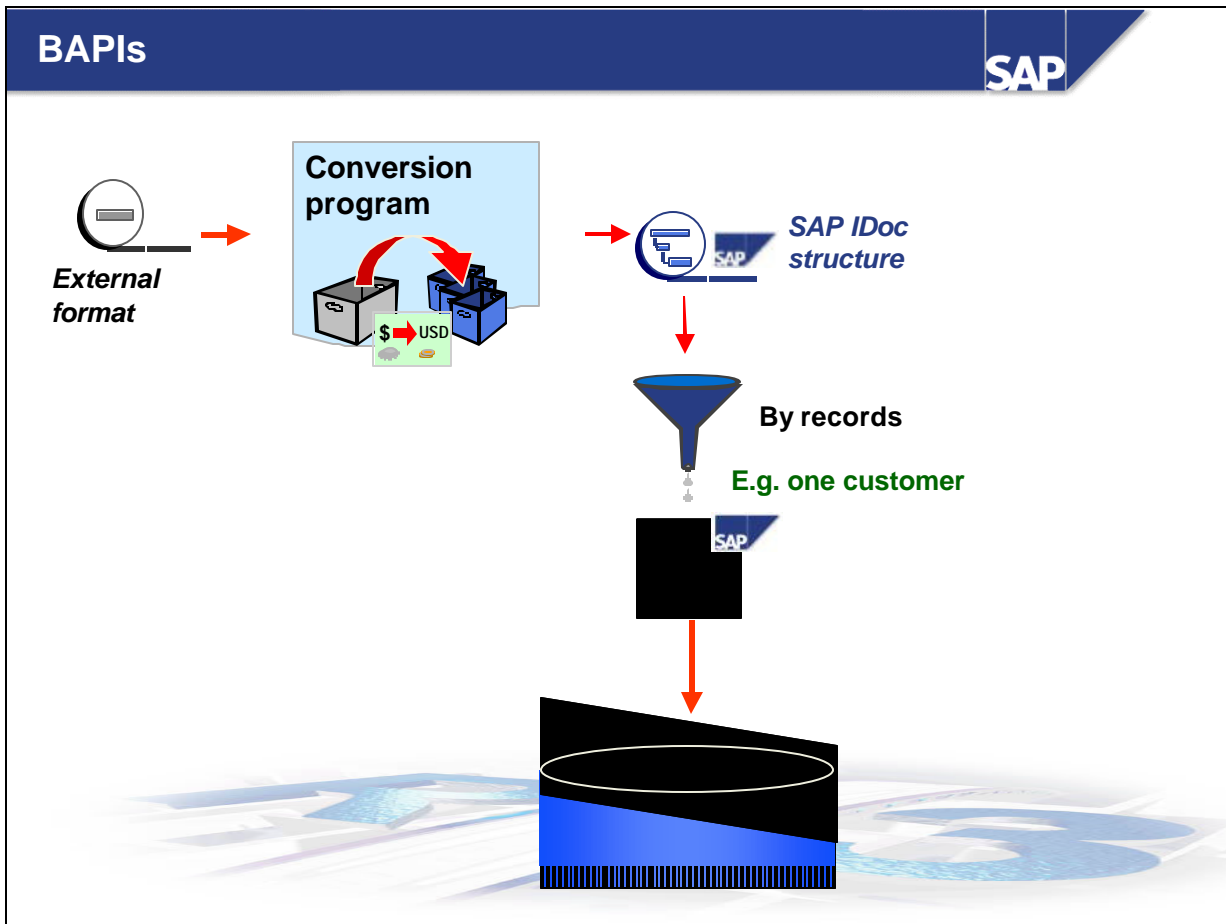 BAPIs
SAP
Conversion
program
$ USD
External
format
SAP
SAP IDoc
structure
By records
E.g. one customer
SAP